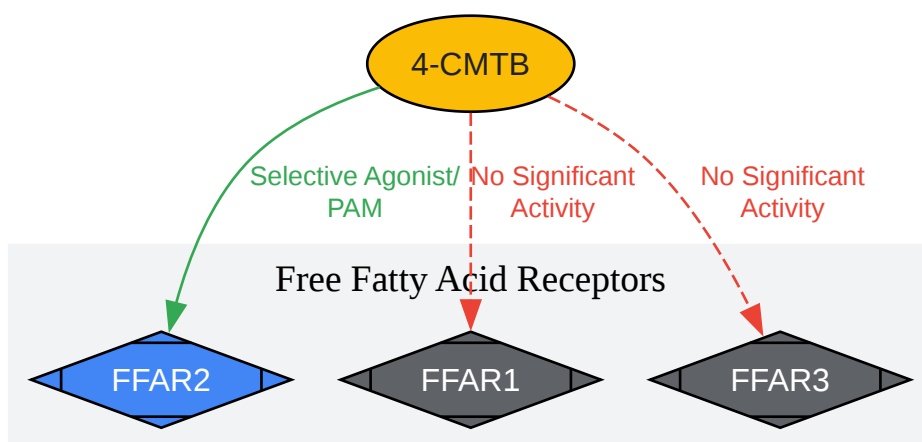 4-CMTB
Selective Agonist/
PAM
No Significant
Activity
No Significant
Activity
Free Fatty Acid Receptors
FFAR2
FFAR1
FFAR3